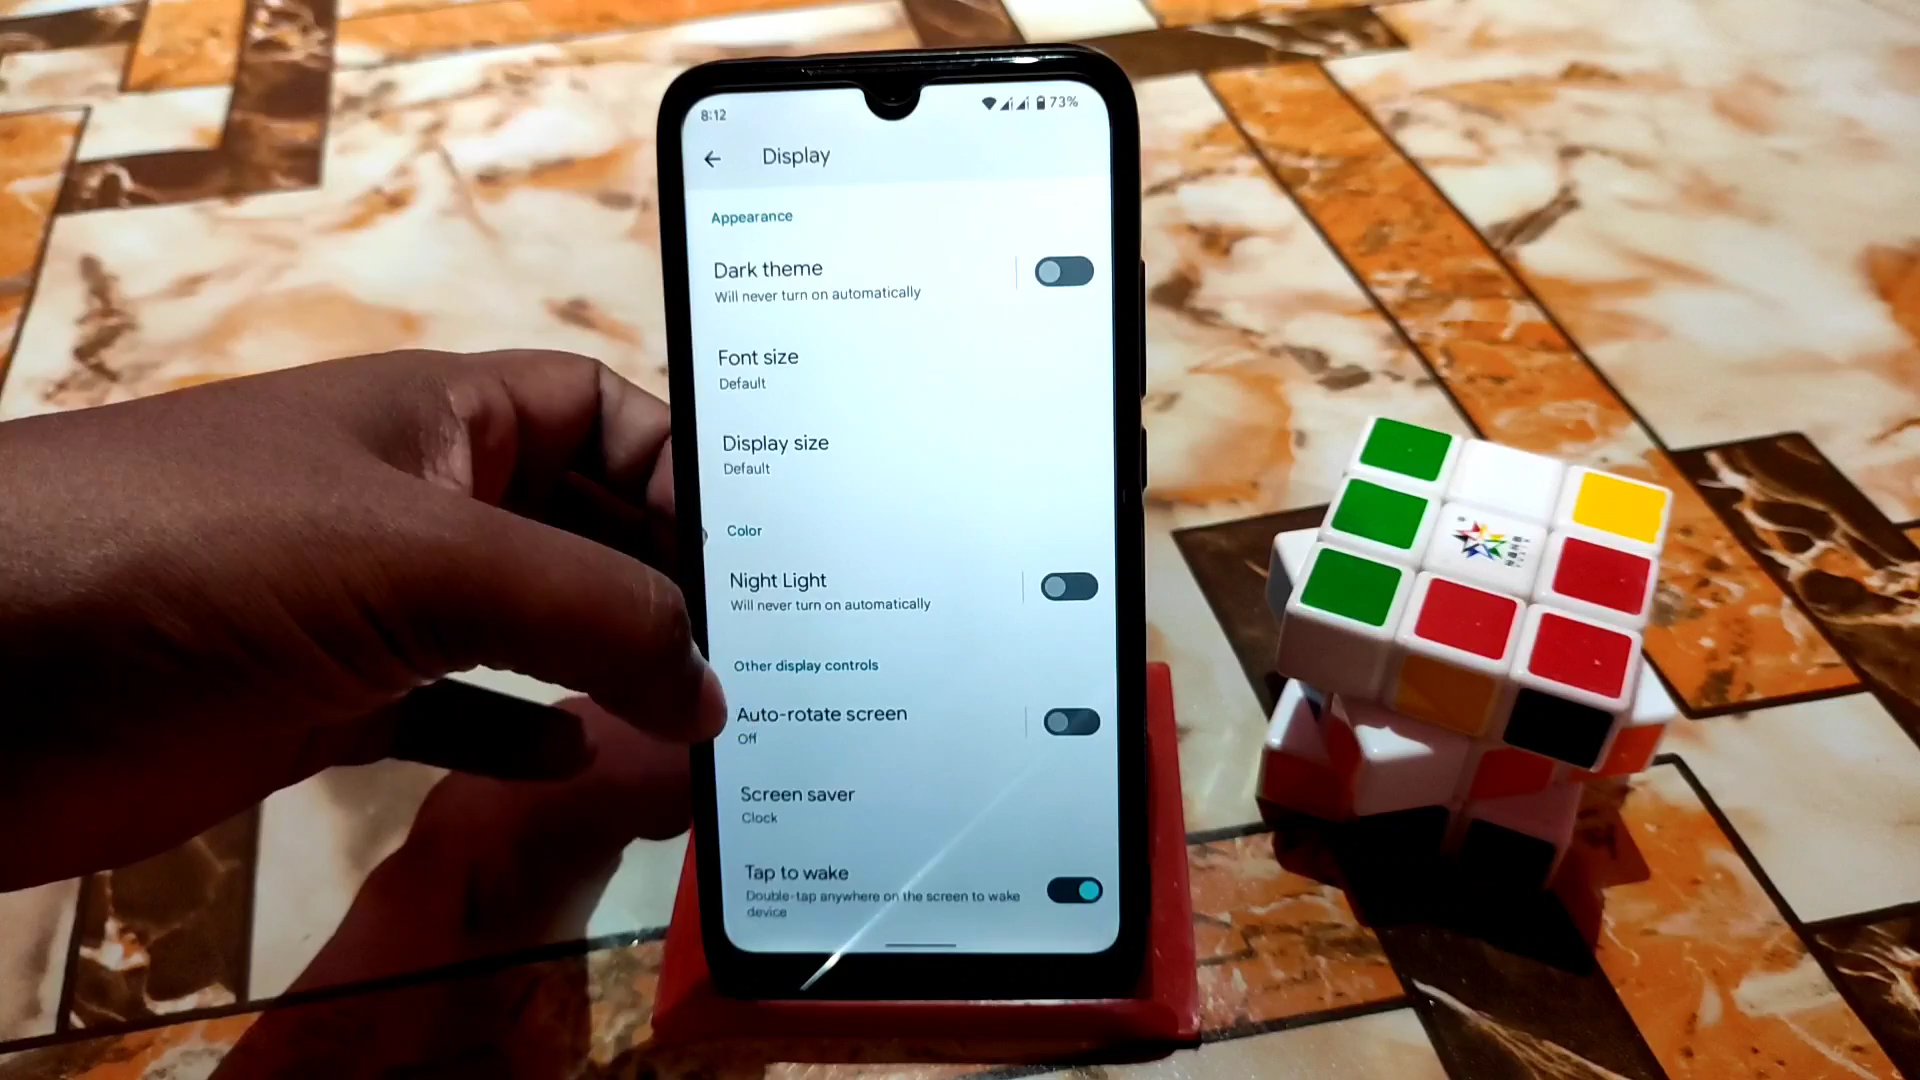 8:12
73%
Display
Appearance
Dark theme
Will never turn on automatically
Font size
Default
Display size
Default
Color
Night Light
Will never turn on automatically
Other display controls
Auto-rotate screen
Off
Screen saver
Clock
Tap to wake
Double-tap anywhere on the screen to wake
device